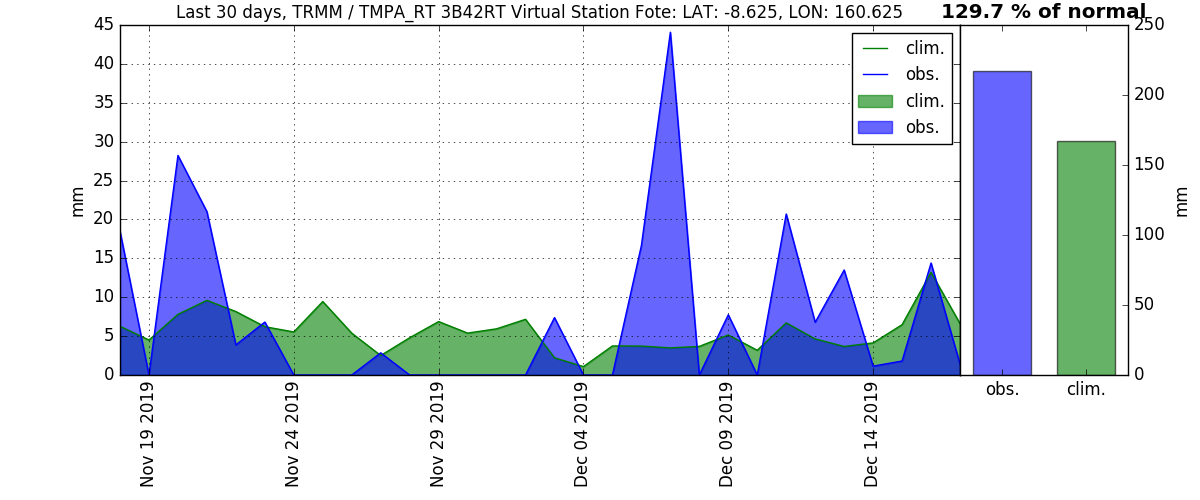 Last 30 days, TRMM / TMPA_RT 3B42RT Virtual Station Fote: LAT: -8.625, LON: 160.625
129.7 % of normal
45
40
35
30
25
20
15
10
5
0
mm
clim.
obs.
clim.
obs.
250
200
150
100
50
0
mm
obs.
clim.
Nov 19 2019
Nov 24 2019
Nov 29 2019
Dec 04 2019
Dec 09 2019
Dec 14 2019